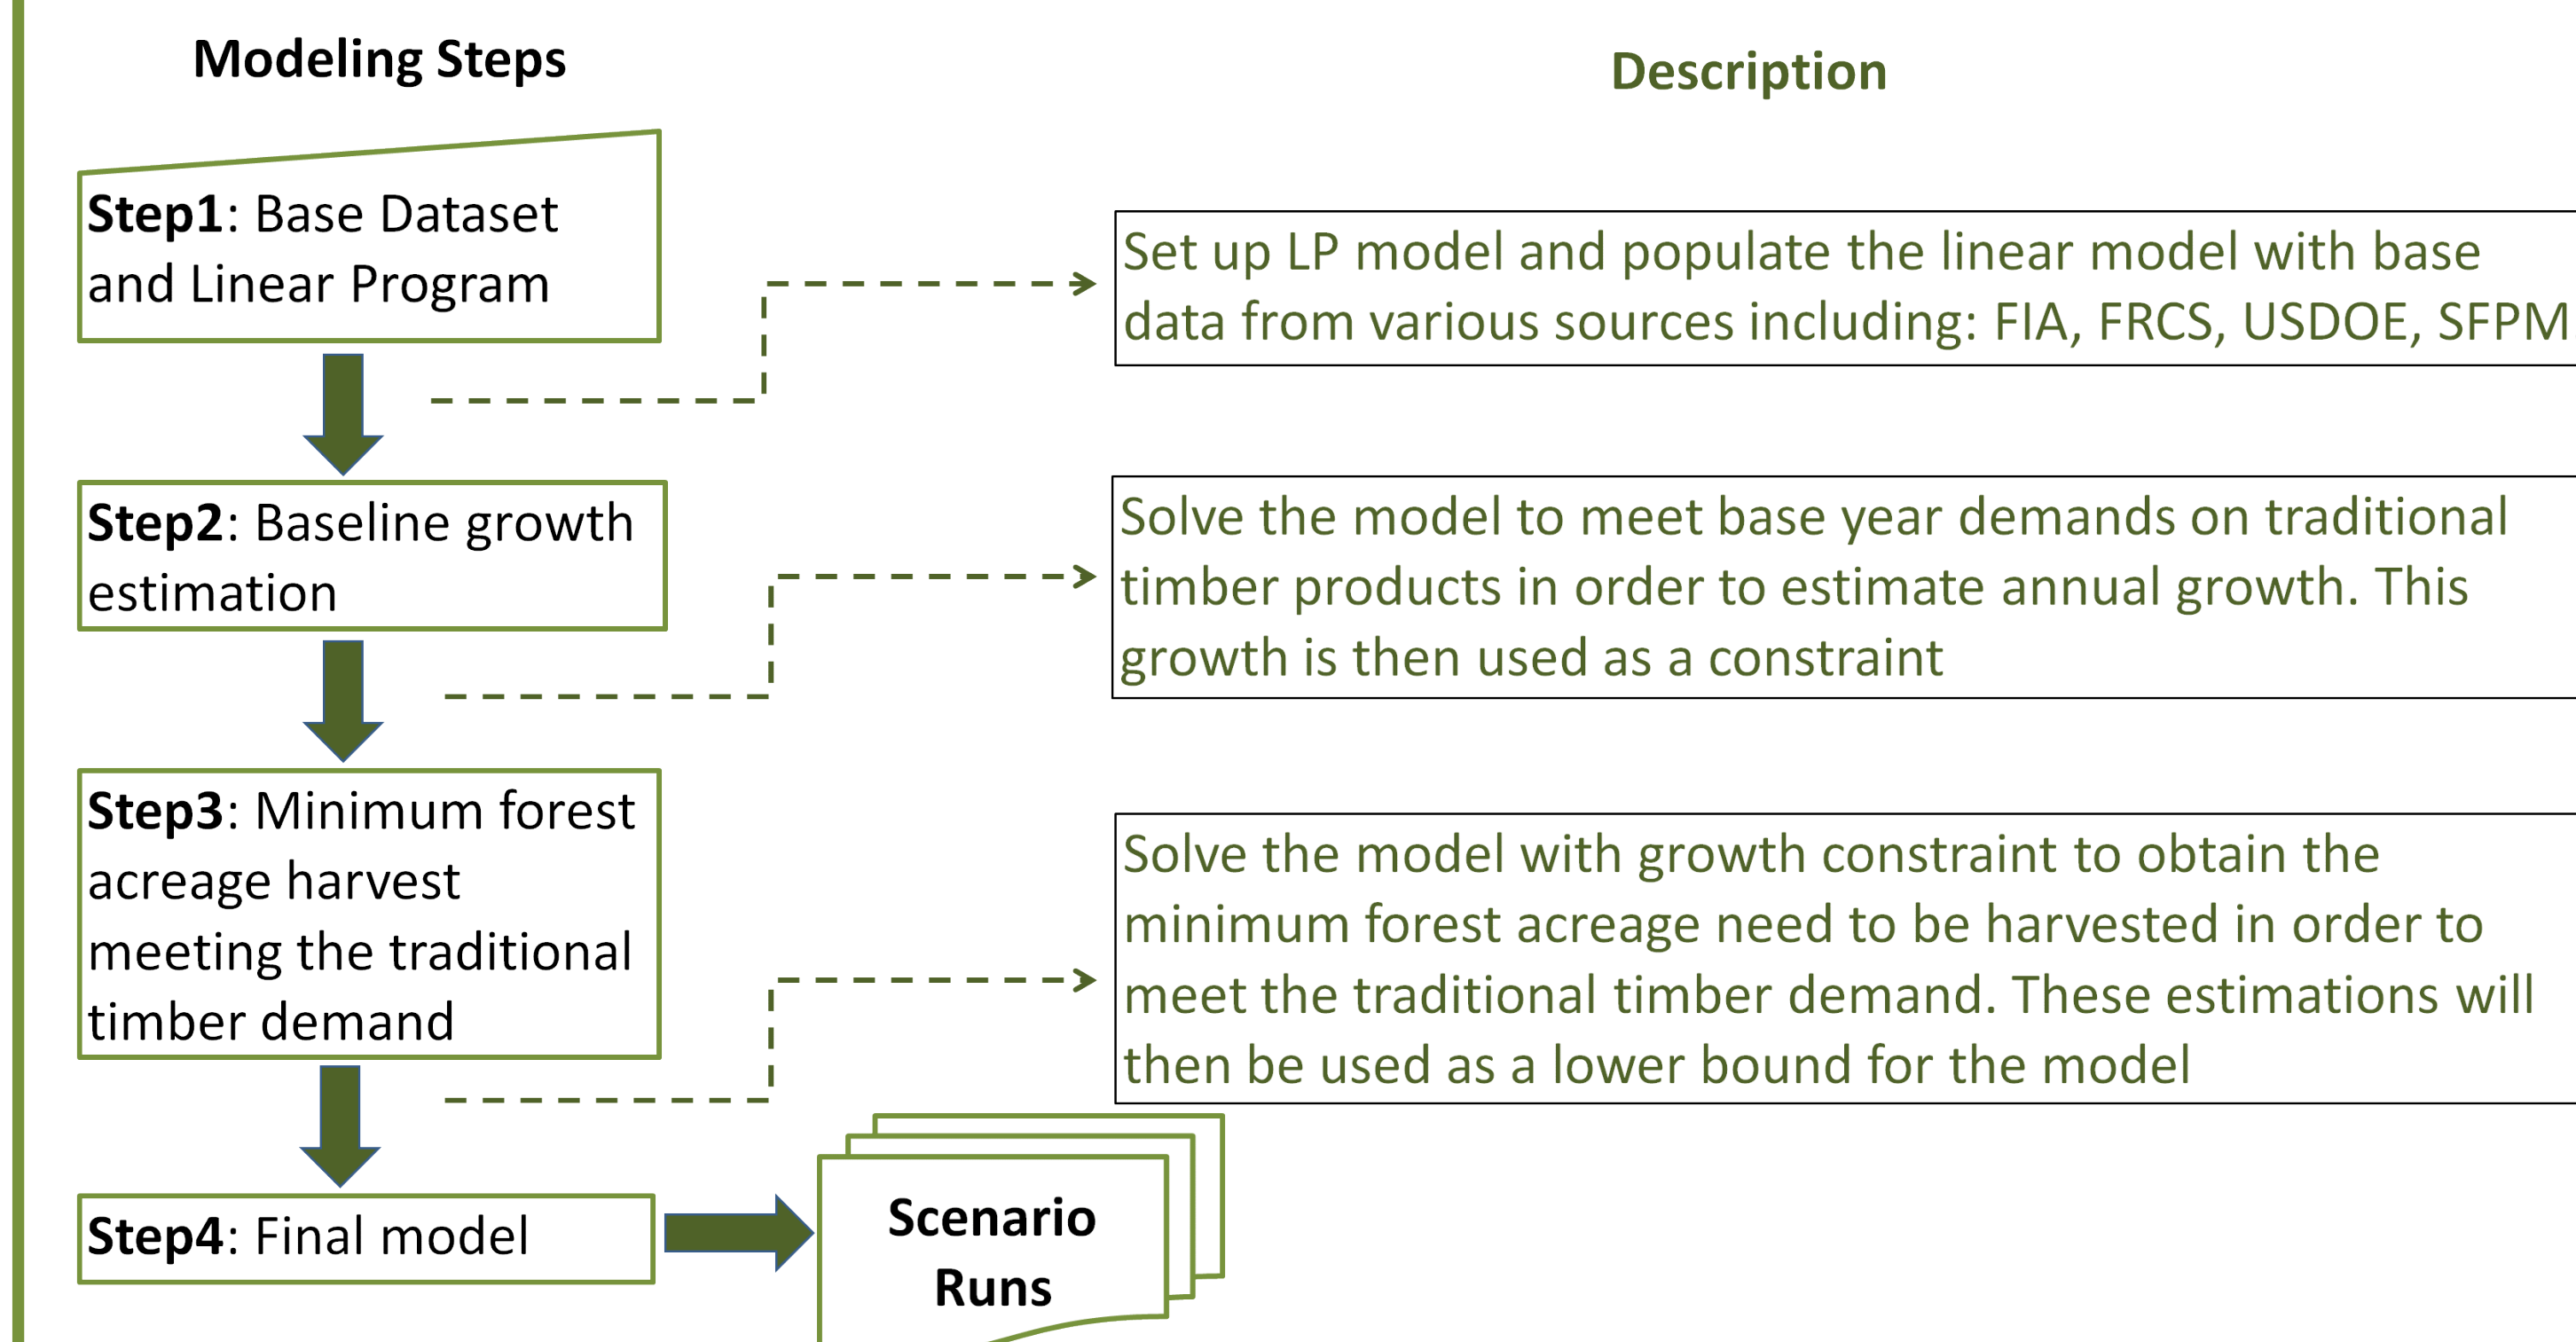 Modeling Steps
Description
Step1: Base Dataset
and Linear Program
Set up LP model and populate the linear model with base
data from various sources including: FIA, FRCS, USDOE, SFPM
Step2: Baseline growth
estimation
Solve the model to meet base year demands on traditional
timber products in order to estimate annual growth. This
growth is then used as a constraint
Step3: Minimum forest
acreage harvest
meeting the traditional
timber demand
Solve the model with growth constraint to obtain the
minimum forest acreage need to be harvested in order to
meet the traditional timber demand. These estimations will
then be used as a lower bound for the model
Step4: Final model
Scenario
Runs